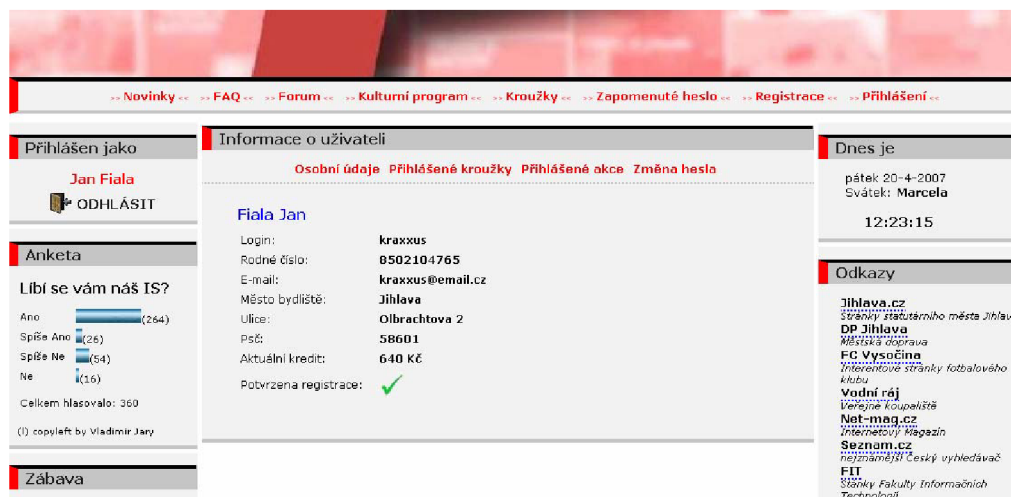 »» Novinky «« »» FAQ «« »» Forum «« »» Kulturní program «« »» Kroužky «« »» Zapomenuté heslo «« »» Registrace «« »» Přihlášení ««
Přihlášen jako
Jan Fiala
ODHLÁSIT
Anketa
Líbí se vám náš IS?
Ano (264)
Spíše Ano (26)
Spíše Ne (54)
Ne (16)
Celkem hlasovalo: 360
(l) copyleft by Vladimir Jary
Zábava
Informace o uživateli
Osobní údaje Přihlášené kroužky Přihlášené akce Změna hesla
Fiala Jan
Login: kraxxus
Rodné číslo: 8502104765
E-mail: kraxxus@email.cz
Město bydliště: Jihlava
Ulice: Olbrachtova 2
Psč: 58601
Aktuální kredit: 640 Kč
Potvrzena registrace:
Dnes je
pátek 20-4-2007
Svátek: Marcela
12:23:15
Odkazy
Jihlava.cz
Stránky statutárního města Jihlav
DP Jihlava
Městská doprava
FC Vysočina
Interentové stránky fotbalového
klubu
Vodní ráj
Veřejné koupaliště
Net-mag.cz
Internetový Magazín
Seznam.cz
nejznámější Český vyhledávač
FIT
Stánky Fakulty Informačních
Technologií